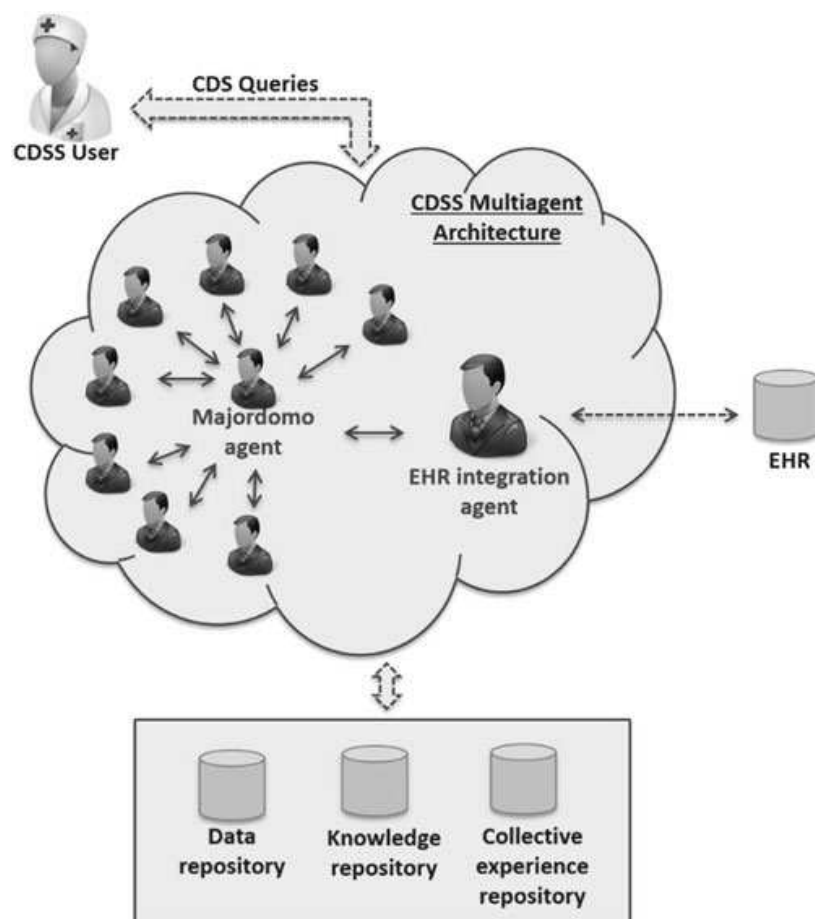 CDS Queries
CDSS User
CDSS Multiagent
Architecture
Majordomo
agent
EHR integration
agent
EHR
Data
repository
Knowledge
repository
Collective
experience
repository